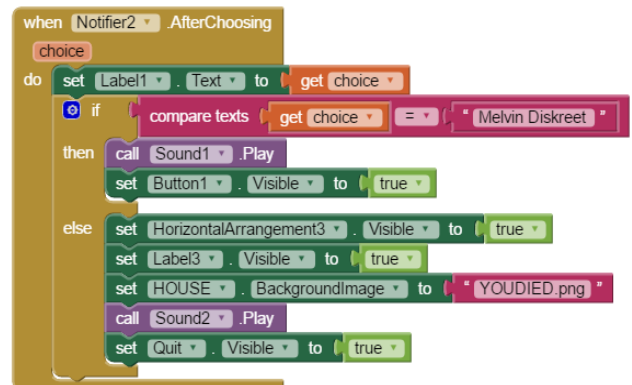 when Notifier2 .AfterChoosing
choice
do set Label1 . Text to get choice
if compare texts get choice = " Melvin Diskreet "
then call Sound1 .Play
set Button1 . Visible to true
else set HorizontalArrangement3 . Visible to true
set Label3 . Visible to true
set HOUSE . BackgroundImage to " YOUDIED.png "
call Sound2 .Play
set Quit . Visible to true